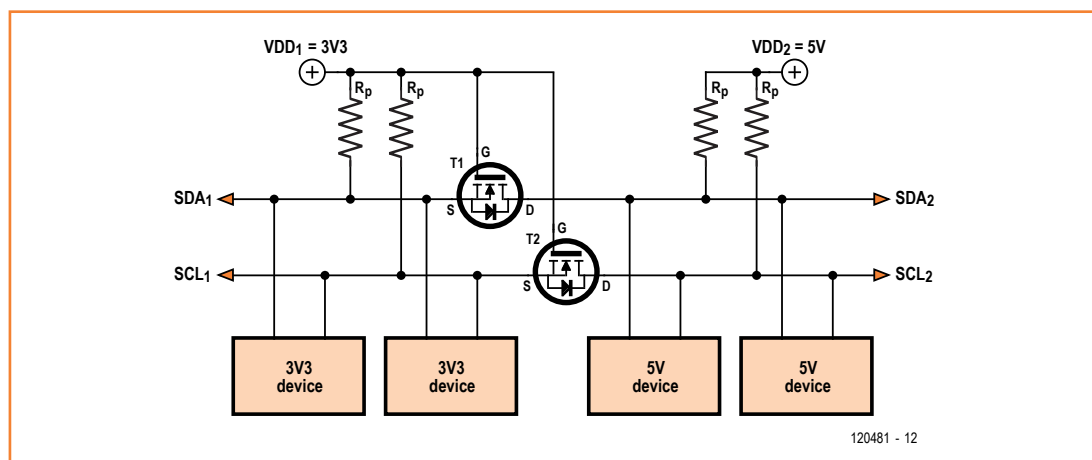 VDD1 = 3V3
VDD2 = 5V
Rp Rp Rp Rp
G
T1
SDA1 S D SDA2
G
T2
SCL1 S D SCL2
3V3 device
3V3 device
5V device
5V device
120481 - 12